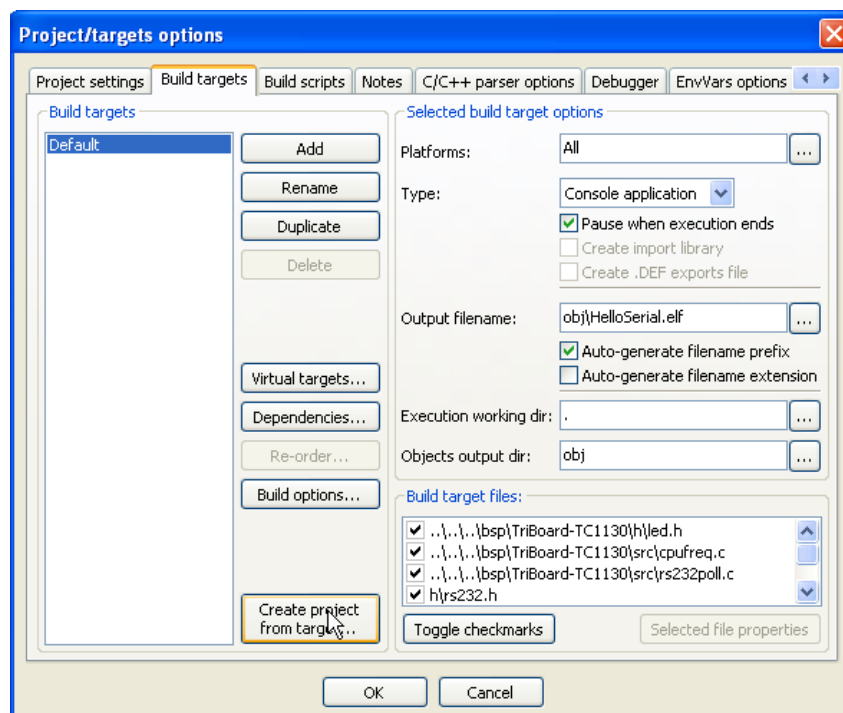 Project/targets options
Project settings
Build targets
Build scripts
Notes
C/C++ parser options
Debugger
EnvVars options
Build targets
Default
Add
Rename
Duplicate
Delete
Virtual targets...
Dependencies...
Re-order...
Build options...
Create project
from target...
Selected build target options
Platforms:
All
...
Type:
Console application
Pause when execution ends
Create import library
Create .DEF exports file
Output filename:
obj\HelloSerial.elf
...
Auto-generate filename prefix
Auto-generate filename extension
Execution working dir:
.
...
Objects output dir:
obj
...
Build target files:
..\..\..\bsp\TriBoard-TC1130\h\led.h
..\..\..\bsp\TriBoard-TC1130\src\cpufreq.c
..\..\..\bsp\TriBoard-TC1130\src\rs232poll.c
h\rs232.h
Toggle checkmarks
Selected file properties
OK
Cancel